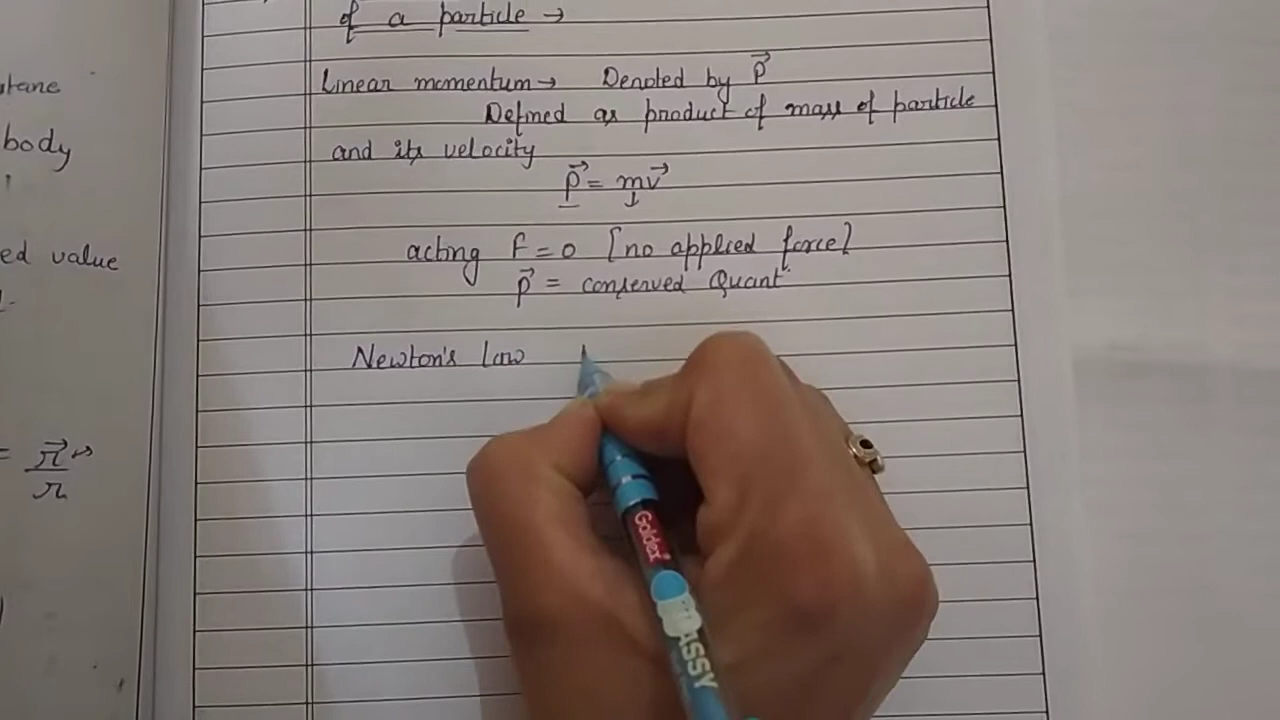 of a particle →
Linear momentum → Denoted by p⃗
Defined as product of mass of particle
and its velocity
p⃗ = mv⃗
acting F = 0 [no applied force]
p⃗ = conserved Quant
Newton's law
body
ed value
= r⃗
r
Goldex
CLASSY